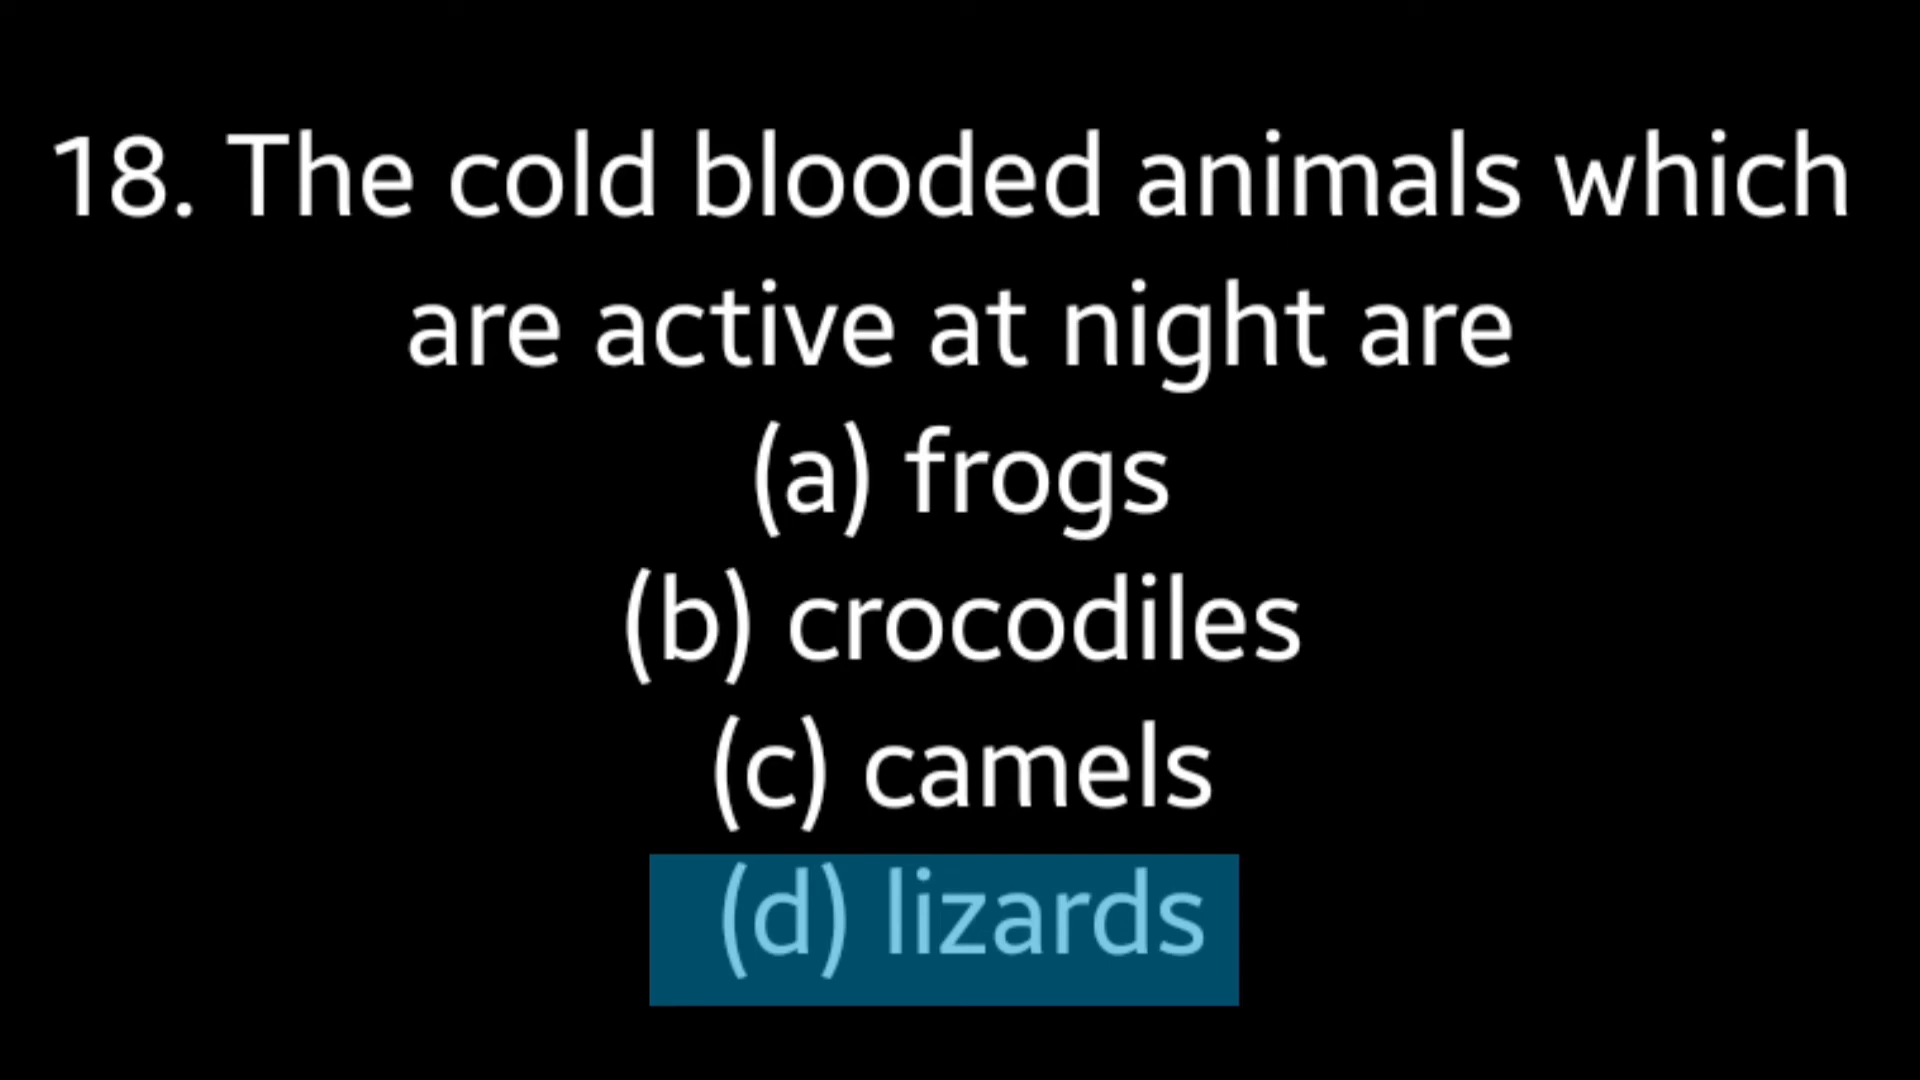 18. The cold blooded animals which
are active at night are
(a) frogs
(b) crocodiles
(c) camels
(d) lizards